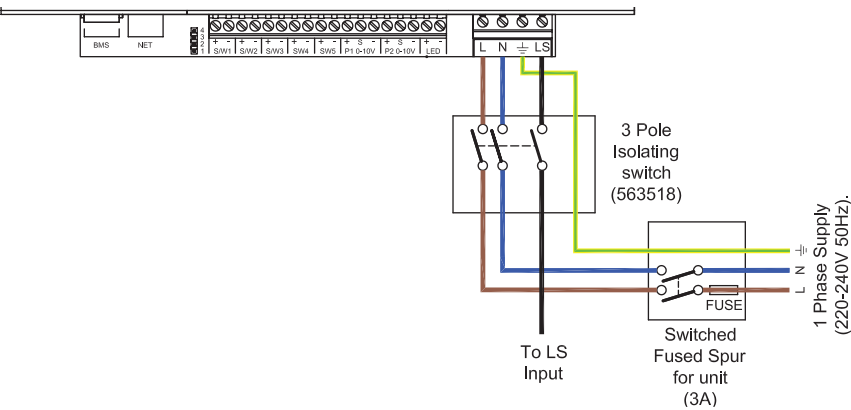 BMS
NET
4
3
2
1
+ - + - + - + - + - + S - + S - + -
S/W1 S/W2 S/W3 SW4 SW5 P1 0-10V P2 0-10V LED
L N LS
3 Pole
Isolating
switch
(563518)
1 Phase Supply
(220-240V 50Hz).
N
L
FUSE
Switched
Fused Spur
for unit
(3A)
To LS
Input